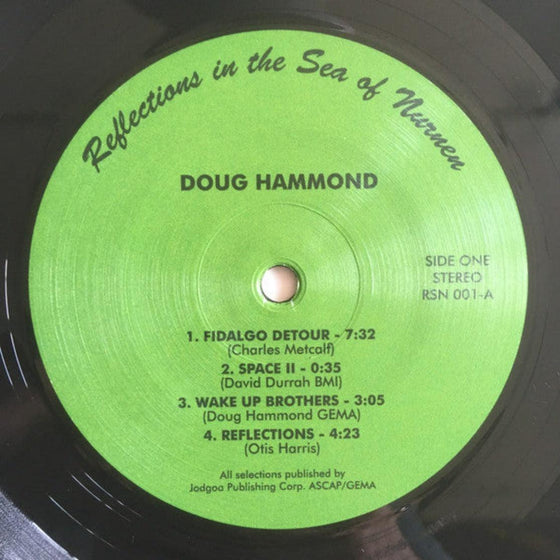 Reflections in the Sea of Nurnen
DOUG HAMMOND
SIDE ONE
STEREO
RSN 001-A
1. FIDALGO DETOUR - 7:32
(Charles Metcalf)
2. SPACE II - 0:35
(David Durrah BMI)
3. WAKE UP BROTHERS - 3:05
(Doug Hammond GEMA)
4. REFLECTIONS - 4:23
(Otis Harris)
All selections published by
Jodgoa Publishing Corp. ASCAP/GEMA